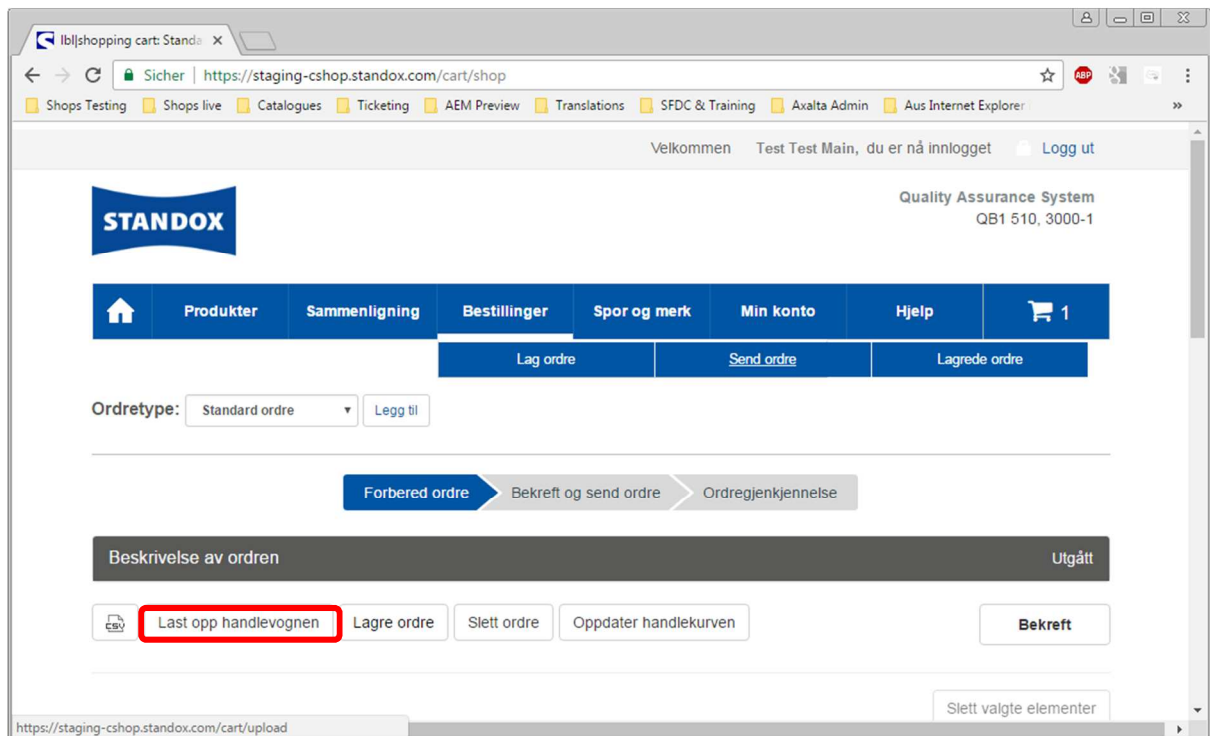 lbl|shopping cart: Standa
Sicher | https://staging-cshop.standox.com/cart/shop
ABP
Shops Testing Shops live Catalogues Ticketing AEM Preview Translations SFDC & Training Axalta Admin Aus Internet Explorer »
Velkommen Test Test Main, du er nå innlogget Logg ut
STANDOX
Quality Assurance System
QB1 510, 3000-1
Produkter Sammenligning Bestillinger Spor og merk Min konto Hjelp 1
Lag ordre Send ordre Lagrede ordre
Ordretype: Standard ordre Legg til
Forbered ordre Bekreft og send ordre Ordregjenkjennelse
Beskrivelse av ordren Utgått
CSV Last opp handlevognen Lagre ordre Slett ordre Oppdater handlekurven Bekreft
Slett valgte elementer
https://staging-cshop.standox.com/cart/upload